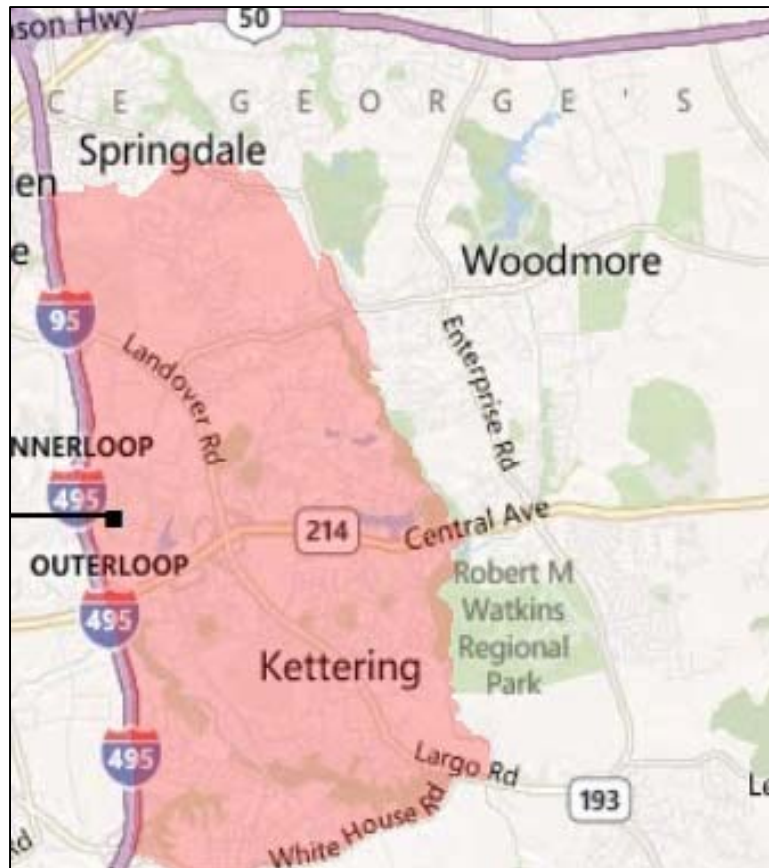 son Hwy
50
C E G E O R G E ' S
Springdale
en
e
Woodmore
95
Landover Rd
Enterprise Rd
NNERLOOP
495
214
Central Ave
OUTERLOOP
495
Robert M
Watkins
Regional
Park
Kettering
495
Largo Rd
193
Le
White House Rd
Rd